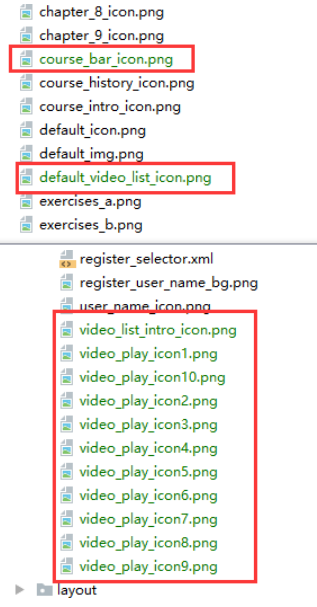 chapter_8_icon.png
chapter_9_icon.png
course_bar_icon.png
course_history_icon.png
course_intro_icon.png
default_icon.png
default_img.png
default_video_list_icon.png
exercises_a.png
exercises_b.png
register_selector.xml
register_user_name_bg.png
user_name_icon.png
video_list_intro_icon.png
video_play_icon1.png
video_play_icon10.png
video_play_icon2.png
video_play_icon3.png
video_play_icon4.png
video_play_icon5.png
video_play_icon6.png
video_play_icon7.png
video_play_icon8.png
video_play_icon9.png
layout